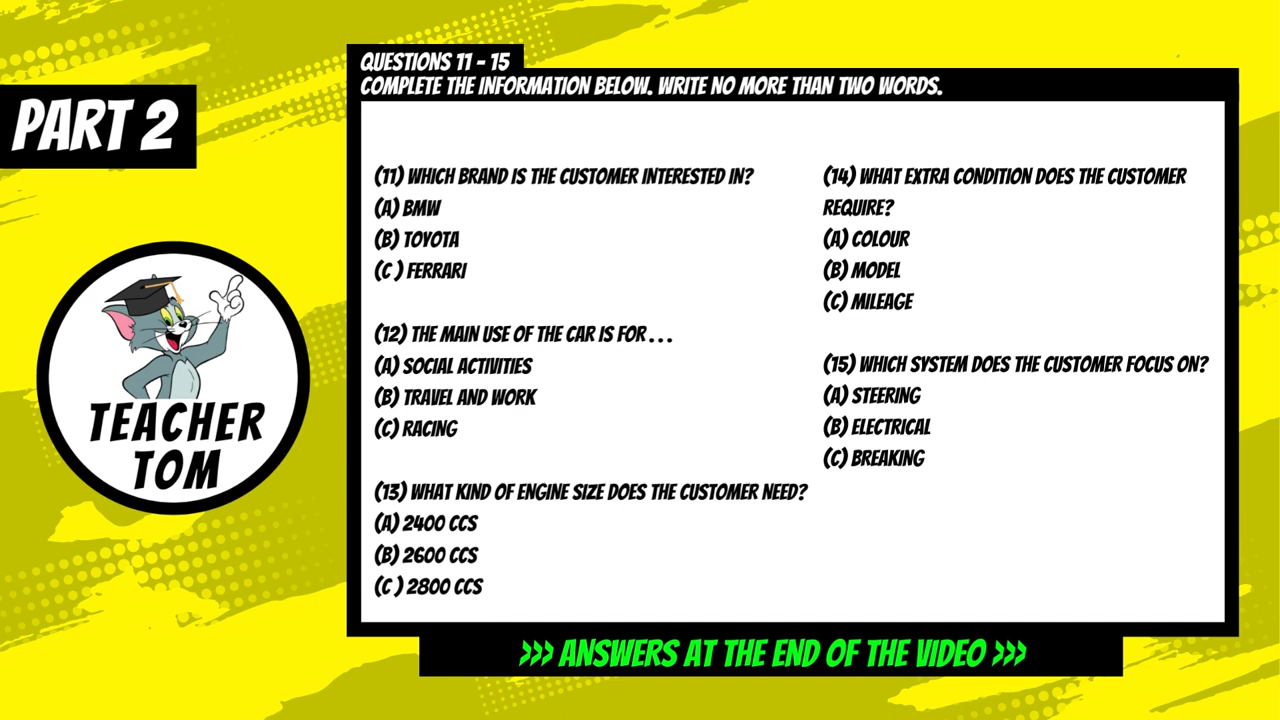 PART 2
TEACHER
TOM
QUESTIONS 11 - 15
COMPLETE THE INFORMATION BELOW. WRITE NO MORE THAN TWO WORDS.
(11) WHICH BRAND IS THE CUSTOMER INTERESTED IN?
(A) BMW
(B) TOYOTA
(C ) FERRARI
(12) THE MAIN USE OF THE CAR IS FOR . . .
(A) SOCIAL ACTIVITIES
(B) TRAVEL AND WORK
(C) RACING
(13) WHAT KIND OF ENGINE SIZE DOES THE CUSTOMER NEED?
(A) 2400 CCS
(B) 2600 CCS
(C ) 2800 CCS
(14) WHAT EXTRA CONDITION DOES THE CUSTOMER
REQUIRE?
(A) COLOUR
(B) MODEL
(C) MILEAGE
(15) WHICH SYSTEM DOES THE CUSTOMER FOCUS ON?
(A) STEERING
(B) ELECTRICAL
(C) BREAKING
>>> ANSWERS AT THE END OF THE VIDEO >>>